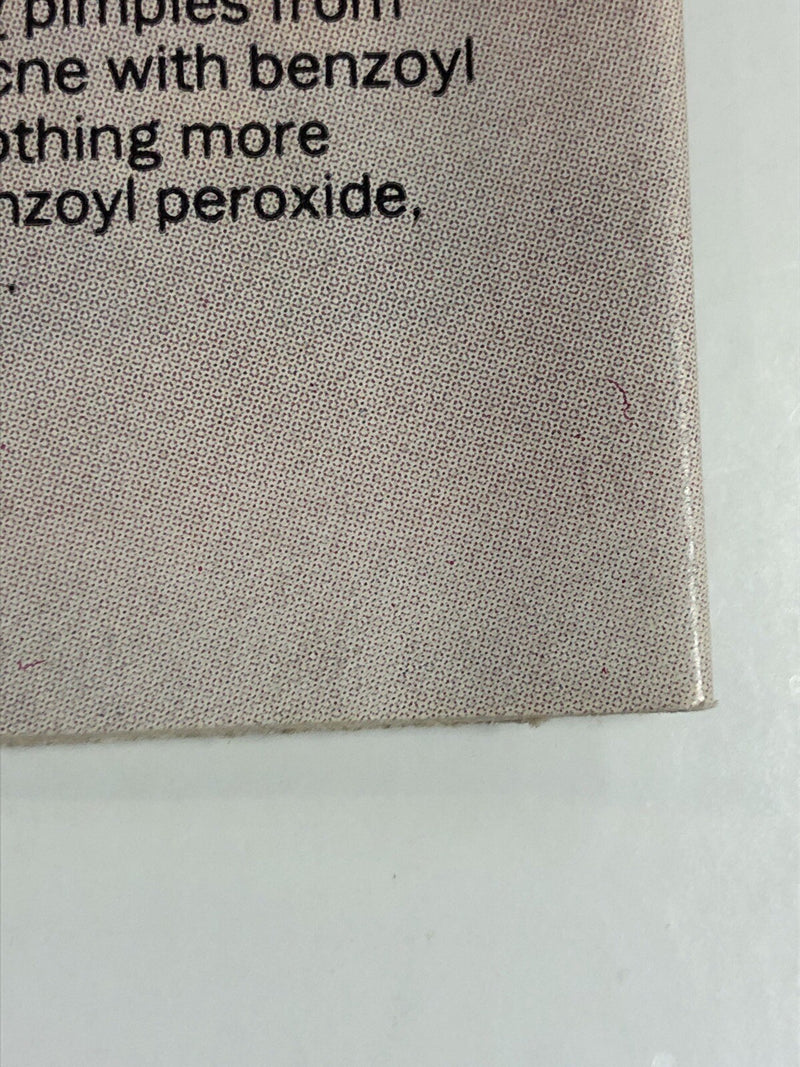 pimples from
cne with benzoyl
othing more
nzoyl peroxide,
.